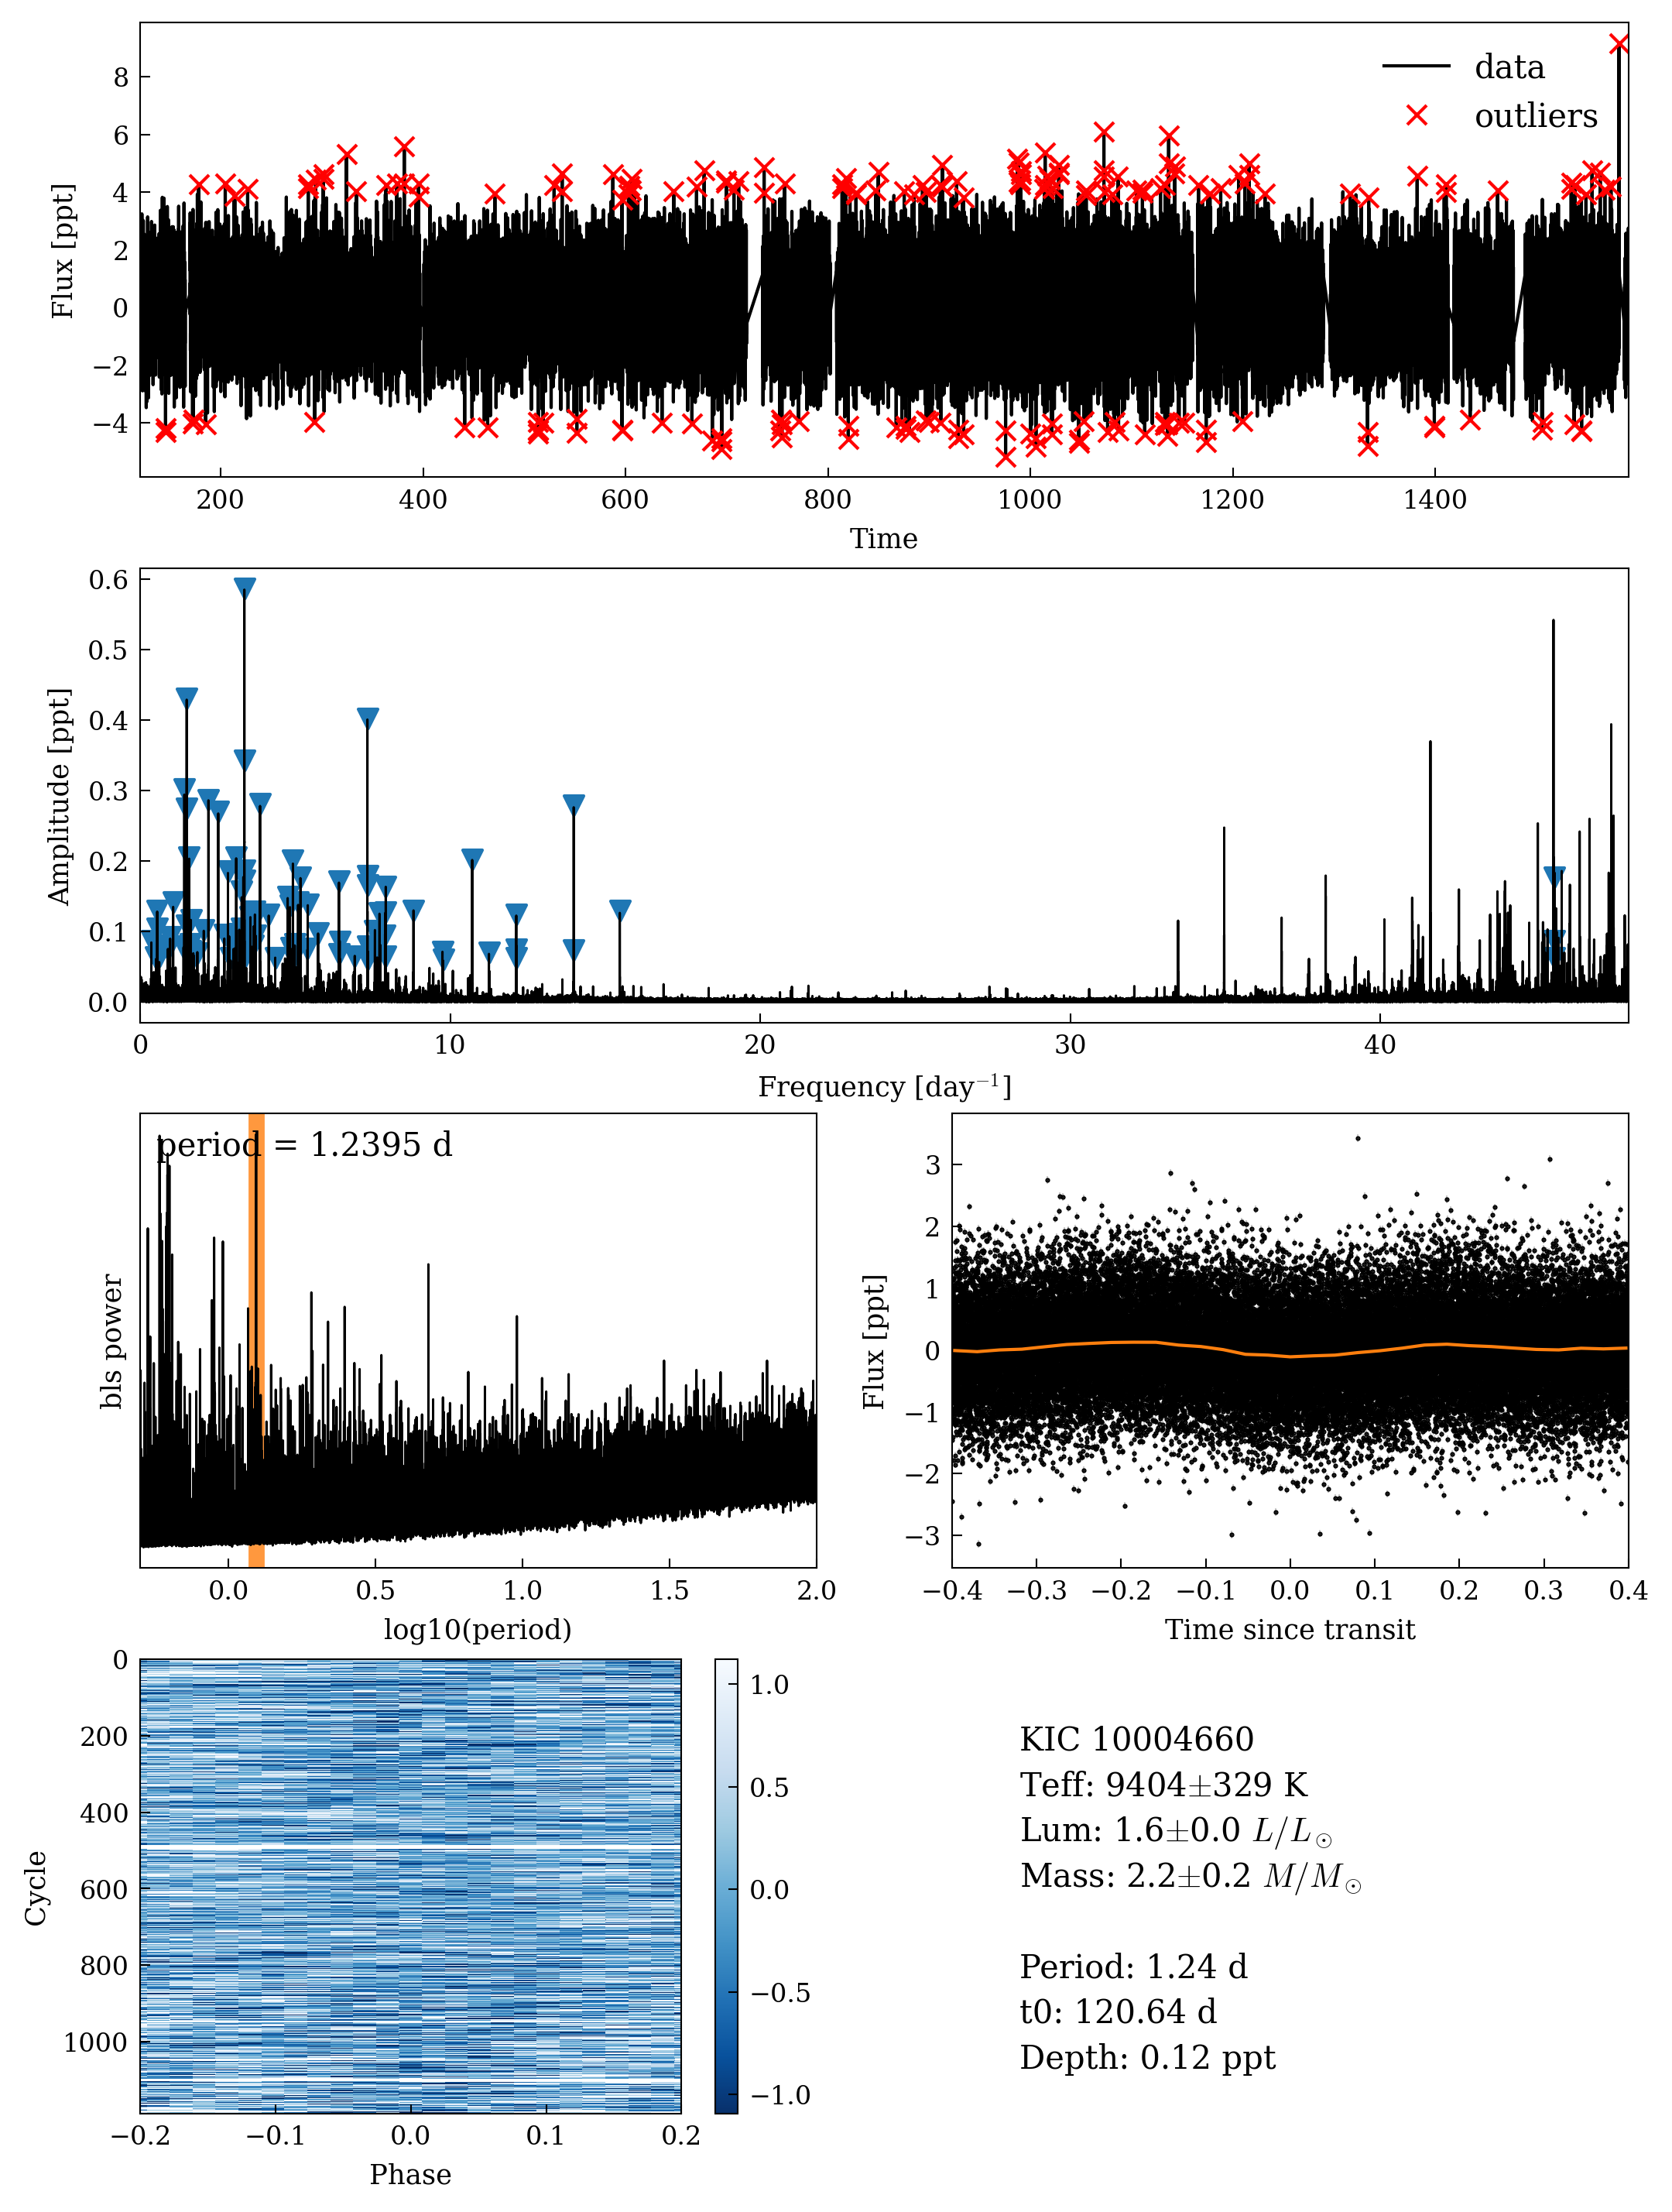 8
6
4
2
0
−2
−4
Flux [ppt]
data
outliers
200 400 600 800 1000 1200 1400
Time
0.6
0.5
0.4
0.3
0.2
0.1
0.0
Amplitude [ppt]
0 10 20 30 40
Frequency [day⁻¹]
period = 1.2395 d
bls power
0.0 0.5 1.0 1.5 2.0
log10(period)
3
2
1
0
−1
−2
−3
Flux [ppt]
−0.4 −0.3 −0.2 −0.1 0.0 0.1 0.2 0.3 0.4
Time since transit
0
200
400
600
800
1000
Cycle
−0.2 −0.1 0.0 0.1 0.2
Phase
1.0
0.5
0.0
−0.5
−1.0
KIC 10004660
Teff: 9404±329 K
Lum: 1.6±0.0 L/L⊙
Mass: 2.2±0.2 M/M⊙
Period: 1.24 d
t0: 120.64 d
Depth: 0.12 ppt